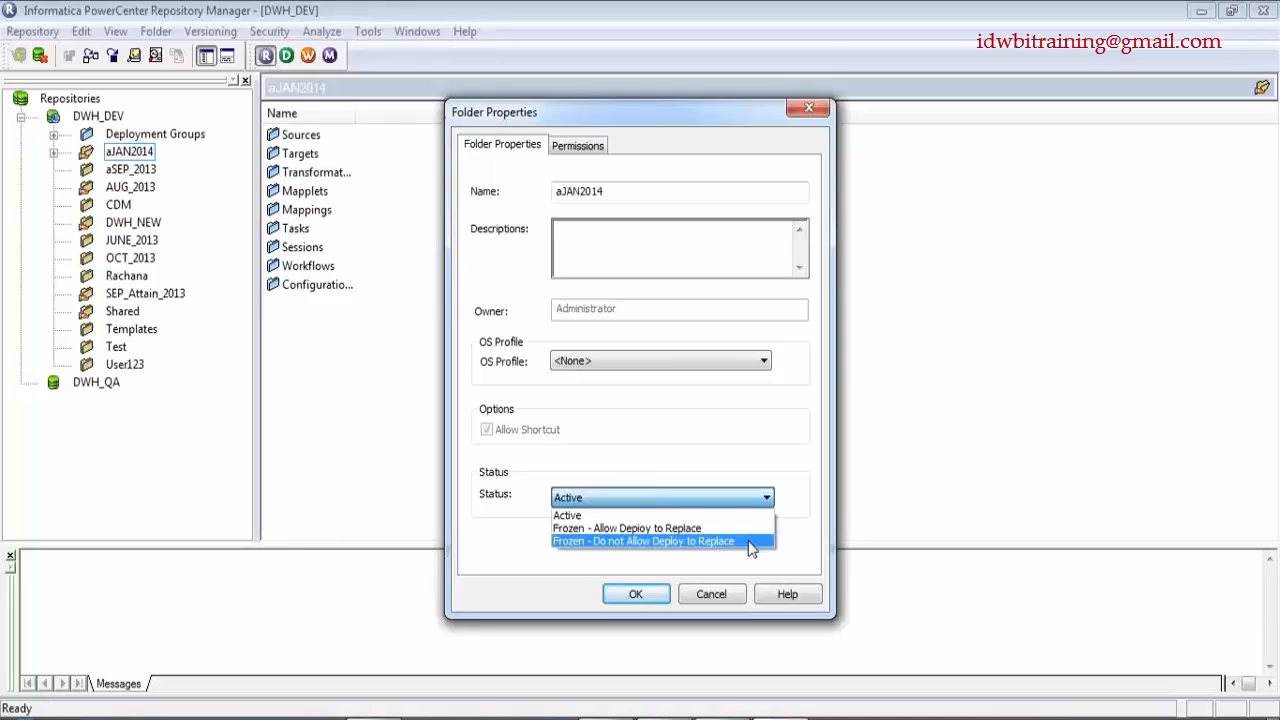 Informatica PowerCenter Repository Manager - [DWH_DEV]
Repository Edit View Folder Versioning Security Analyze Tools Windows Help
idwbitraining@gmail.com
R D W M
Repositories
DWH_DEV
Deployment Groups
aJAN2014
aSEP_2013
AUG_2013
CDM
DWH_NEW
JUNE_2013
OCT_2013
Rachana
SEP_Attain_2013
Shared
Templates
Test
User123
DWH_QA
aJAN2014
Name
Sources
Targets
Transformat...
Mapplets
Mappings
Tasks
Sessions
Workflows
Configuratio...
Folder Properties
Folder Properties Permissions
Name: aJAN2014
Descriptions:
Owner: Administrator
OS Profile
OS Profile: <None>
Options
Allow Shortcut
Status
Status: Active
Active
Frozen - Allow Deploy to Replace
Frozen - Do not Allow Deploy to Replace
OK Cancel Help
Messages
Ready